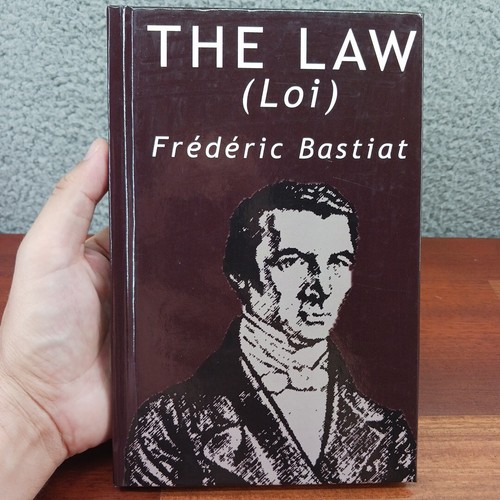 THE LAW
(Loi)
Frédéric Bastiat